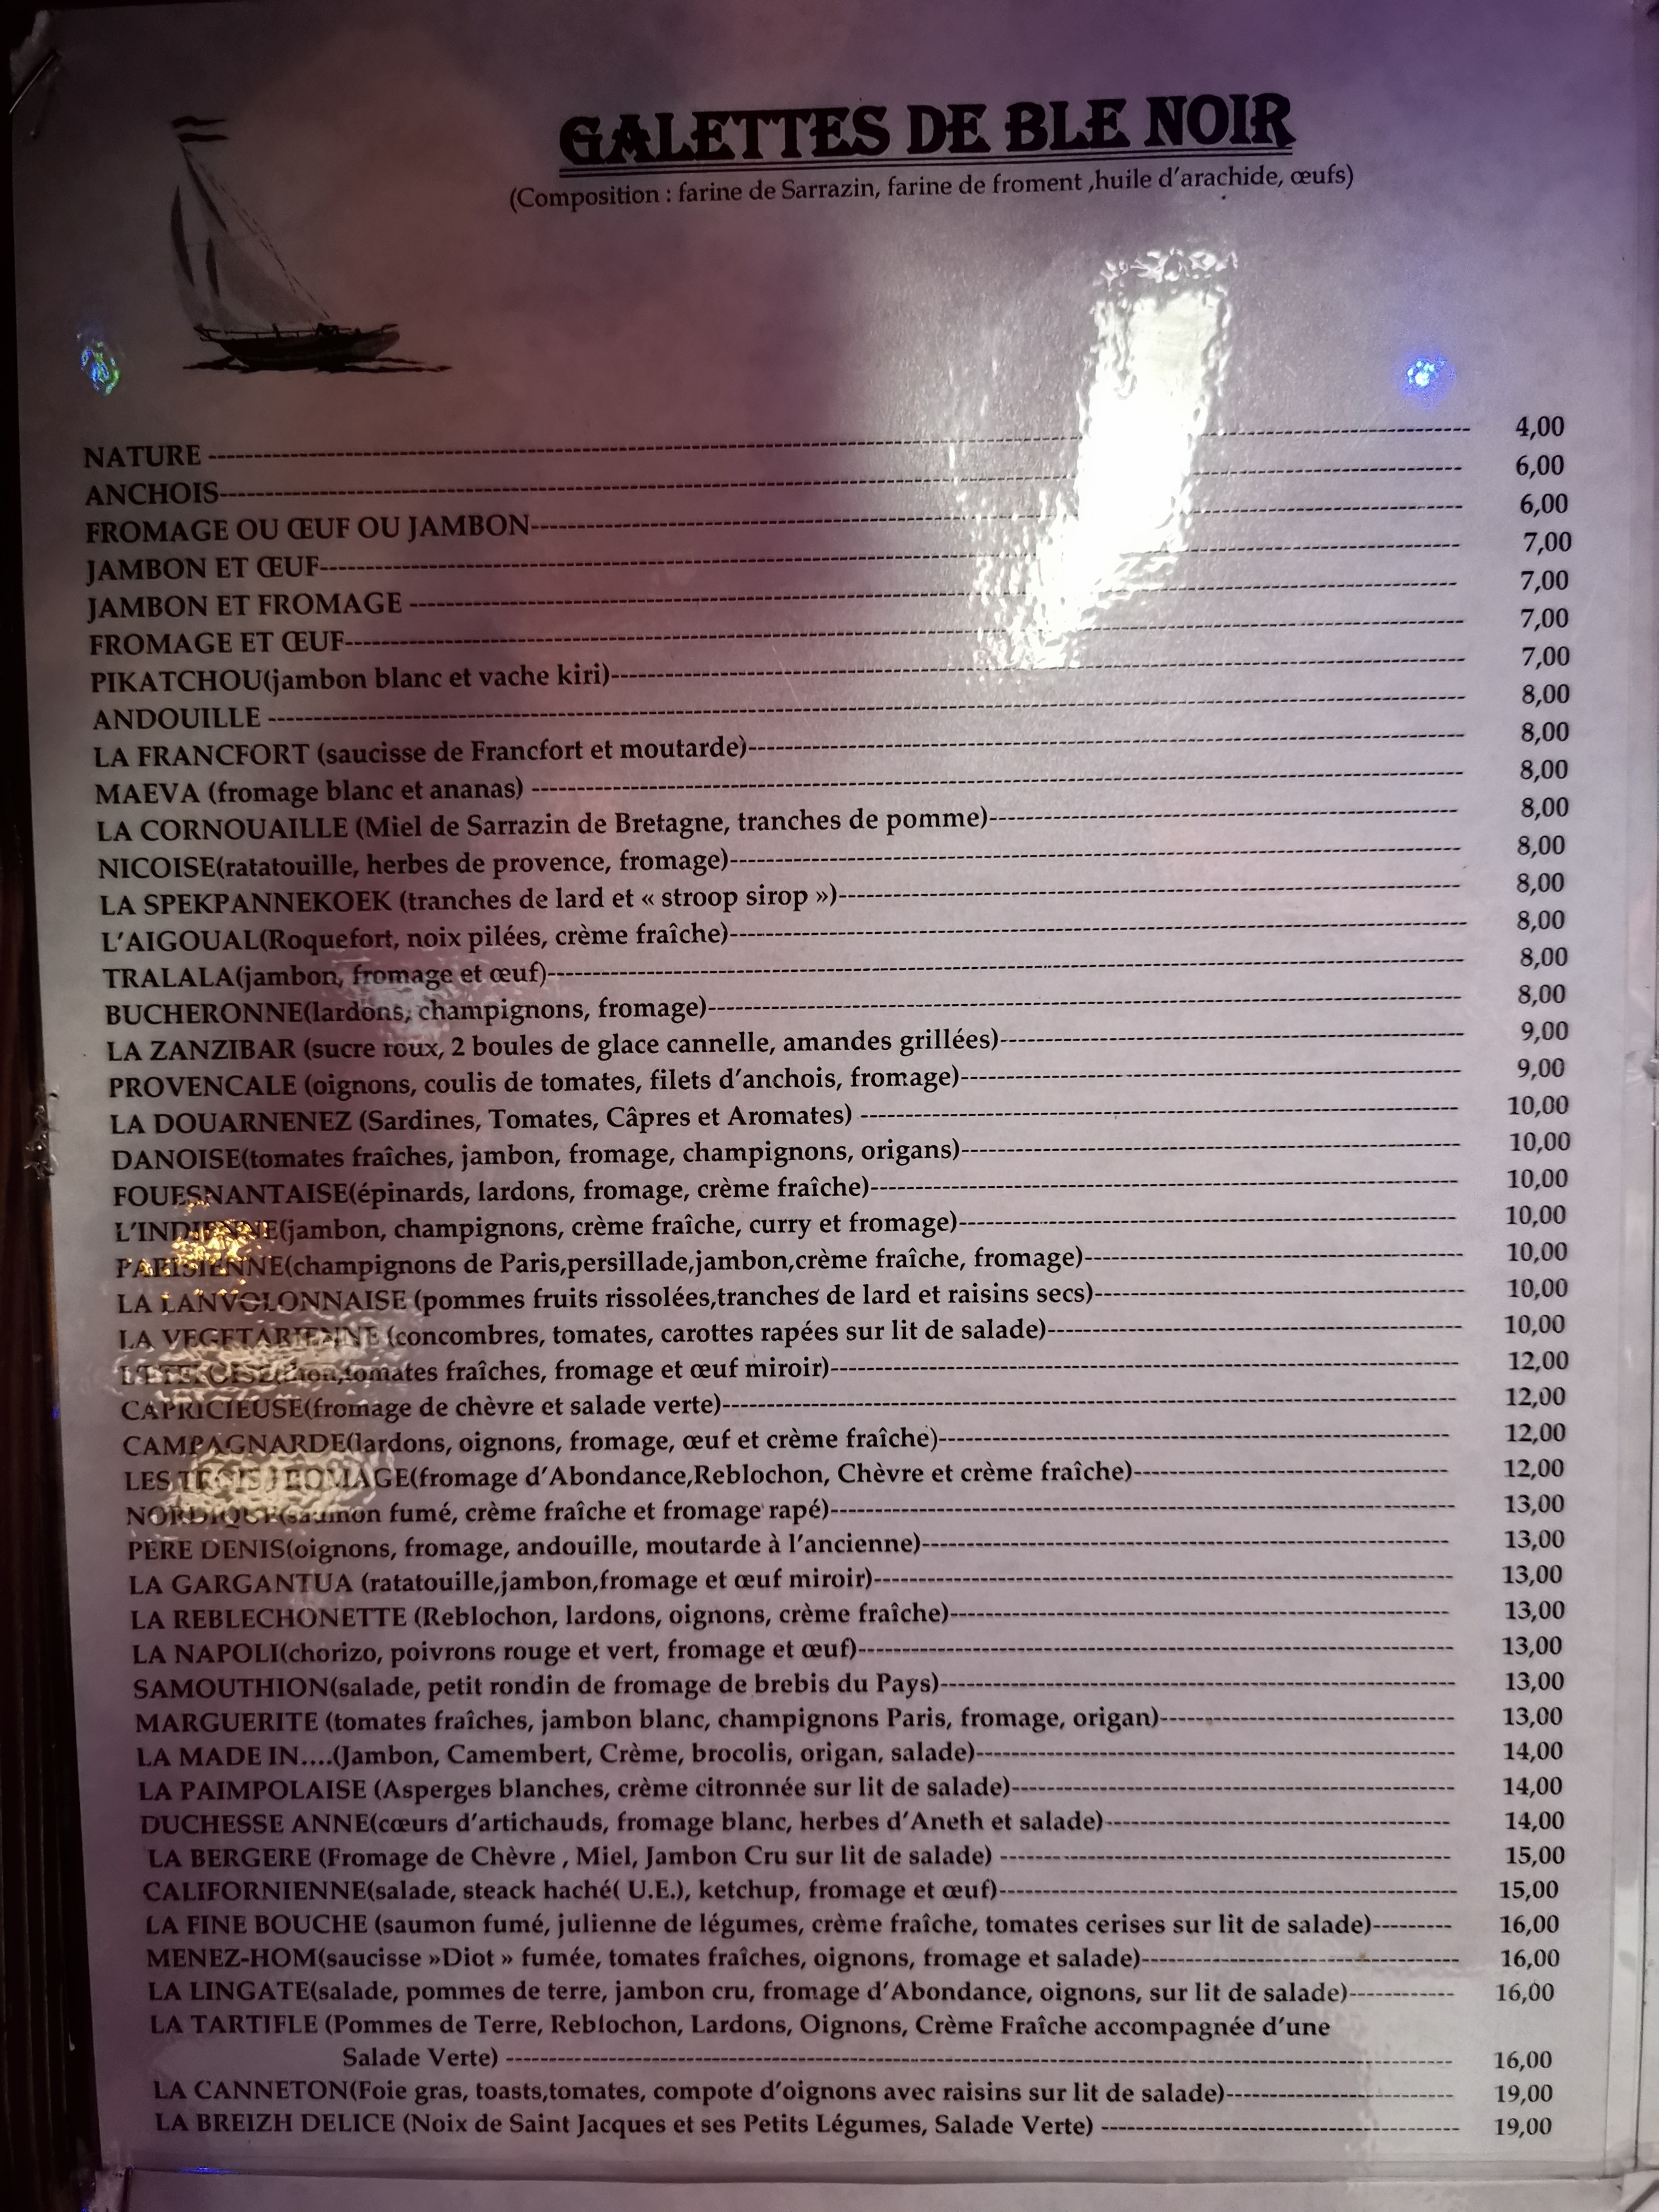 GALETTES DE BLE NOIR
(Composition : farine de Sarrazin, farine de froment ,huile d'arachide, œufs)
NATURE ---------- 4,00
ANCHOIS---------- 6,00
FROMAGE OU ŒUF OU JAMBON---------- 6,00
JAMBON ET ŒUF---------- 7,00
JAMBON ET FROMAGE ---------- 7,00
FROMAGE ET ŒUF---------- 7,00
PIKATCHOU(jambon blanc et vache kiri)---------- 7,00
ANDOUILLE ---------- 8,00
LA FRANCFORT (saucisse de Francfort et moutarde)---------- 8,00
MAEVA (fromage blanc et ananas) ---------- 8,00
LA CORNOUAILLE (Miel de Sarrazin de Bretagne, tranches de pomme)---------- 8,00
NICOISE(ratatouille, herbes de provence, fromage)---------- 8,00
LA SPEKPANNEKOEK (tranches de lard et « stroop sirop »)---------- 8,00
L'AIGOUAL(Roquefort, noix pilées, crème fraîche)---------- 8,00
TRALALA(jambon, fromage et œuf)---------- 8,00
BUCHERONNE(lardons, champignons, fromage)---------- 8,00
LA ZANZIBAR (sucre roux, 2 boules de glace cannelle, amandes grillées)---------- 9,00
PROVENCALE (oignons, coulis de tomates, filets d'anchois, fromage)---------- 9,00
LA DOUARNENEZ (Sardines, Tomates, Câpres et Aromates) ---------- 10,00
DANOISE(tomates fraîches, jambon, fromage, champignons, origans)---------- 10,00
FOUESNANTAISE(épinards, lardons, fromage, crème fraîche)---------- 10,00
L'INDIENNE(jambon, champignons, crème fraîche, curry et fromage)---------- 10,00
PARISIENNE(champignons de Paris,persillade,jambon,crème fraîche, fromage)---------- 10,00
LA LANVOLONNAISE (pommes fruits rissolées,tranches de lard et raisins secs)---------- 10,00
LA VEGETARIENNE (concombres, tomates, carottes rapées sur lit de salade)---------- 10,00
tomates fraîches, fromage et œuf miroir)---------- 12,00
CAPRICIEUSE(fromage de chèvre et salade verte)---------- 12,00
CAMPAGNARDE(lardons, oignons, fromage, œuf et crème fraîche)---------- 12,00
LES TROIS FROMAGE(fromage d'Abondance,Reblochon, Chèvre et crème fraîche)---------- 12,00
NORDIQUE(saumon fumé, crème fraîche et fromage rapé)---------- 13,00
PERE DENIS(oignons, fromage, andouille, moutarde à l'ancienne)---------- 13,00
LA GARGANTUA (ratatouille,jambon,fromage et œuf miroir)---------- 13,00
LA REBLECHONETTE (Reblochon, lardons, oignons, crème fraîche)---------- 13,00
LA NAPOLI(chorizo, poivrons rouge et vert, fromage et œuf)---------- 13,00
SAMOUTHION(salade, petit rondin de fromage de brebis du Pays)---------- 13,00
MARGUERITE (tomates fraîches, jambon blanc, champignons Paris, fromage, origan)---------- 13,00
LA MADE IN....(Jambon, Camembert, Crème, brocolis, origan, salade)---------- 14,00
LA PAIMPOLAISE (Asperges blanches, crème citronnée sur lit de salade)---------- 14,00
DUCHESSE ANNE(cœurs d'artichauds, fromage blanc, herbes d'Aneth et salade)---------- 14,00
LA BERGERE (Fromage de Chèvre , Miel, Jambon Cru sur lit de salade) ---------- 15,00
CALIFORNIENNE(salade, steack haché( U.E.), ketchup, fromage et œuf)---------- 15,00
LA FINE BOUCHE (saumon fumé, julienne de légumes, crème fraîche, tomates cerises sur lit de salade)--------- 16,00
MENEZ-HOM(saucisse »Diot » fumée, tomates fraîches, oignons, fromage et salade)---------- 16,00
LA LINGATE(salade, pommes de terre, jambon cru, fromage d'Abondance, oignons, sur lit de salade)---------- 16,00
LA TARTIFLE (Pommes de Terre, Reblochon, Lardons, Oignons, Crème Fraîche accompagnée d'une
Salade Verte) ---------- 16,00
LA CANNETON(Foie gras, toasts,tomates, compote d'oignons avec raisins sur lit de salade)---------- 19,00
LA BREIZH DELICE (Noix de Saint Jacques et ses Petits Légumes, Salade Verte) ---------- 19,00